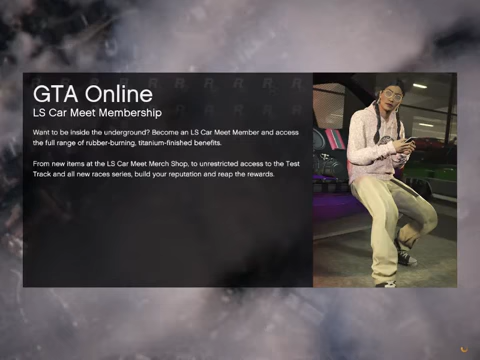 GTA Online
LS Car Meet Membership
Want to be inside the underground? Become an LS Car Meet Member and access
the full range of rubber-burning, titanium-finished benefits.
From new items at the LS Car Meet Merch Shop, to unrestricted access to the Test
Track and all new races series, build your reputation and reap the rewards.